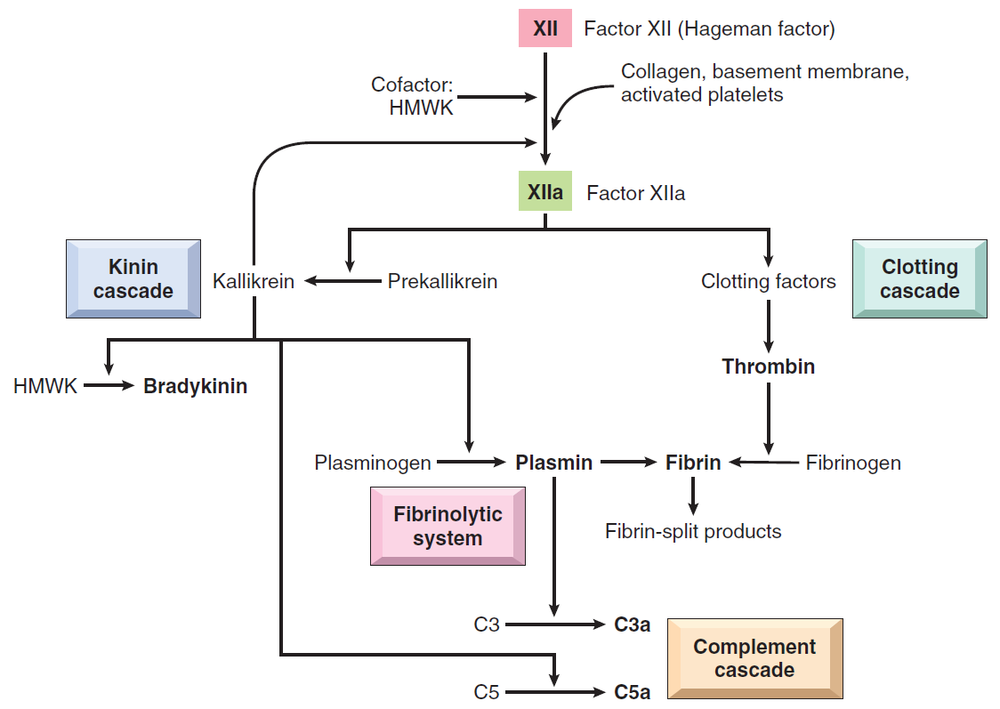 XII
Factor XII (Hageman factor)
Cofactor:
HMWK
Collagen, basement membrane,
activated platelets
XIIa
Factor XIIa
Kinin
cascade
Kallikrein
Prekallikrein
Clotting factors
Clotting
cascade
Thrombin
HMWK
Bradykinin
Plasminogen
Plasmin
Fibrin
Fibrinogen
Fibrinolytic
system
Fibrin-split products
C3
C3a
Complement
cascade
C5
C5a